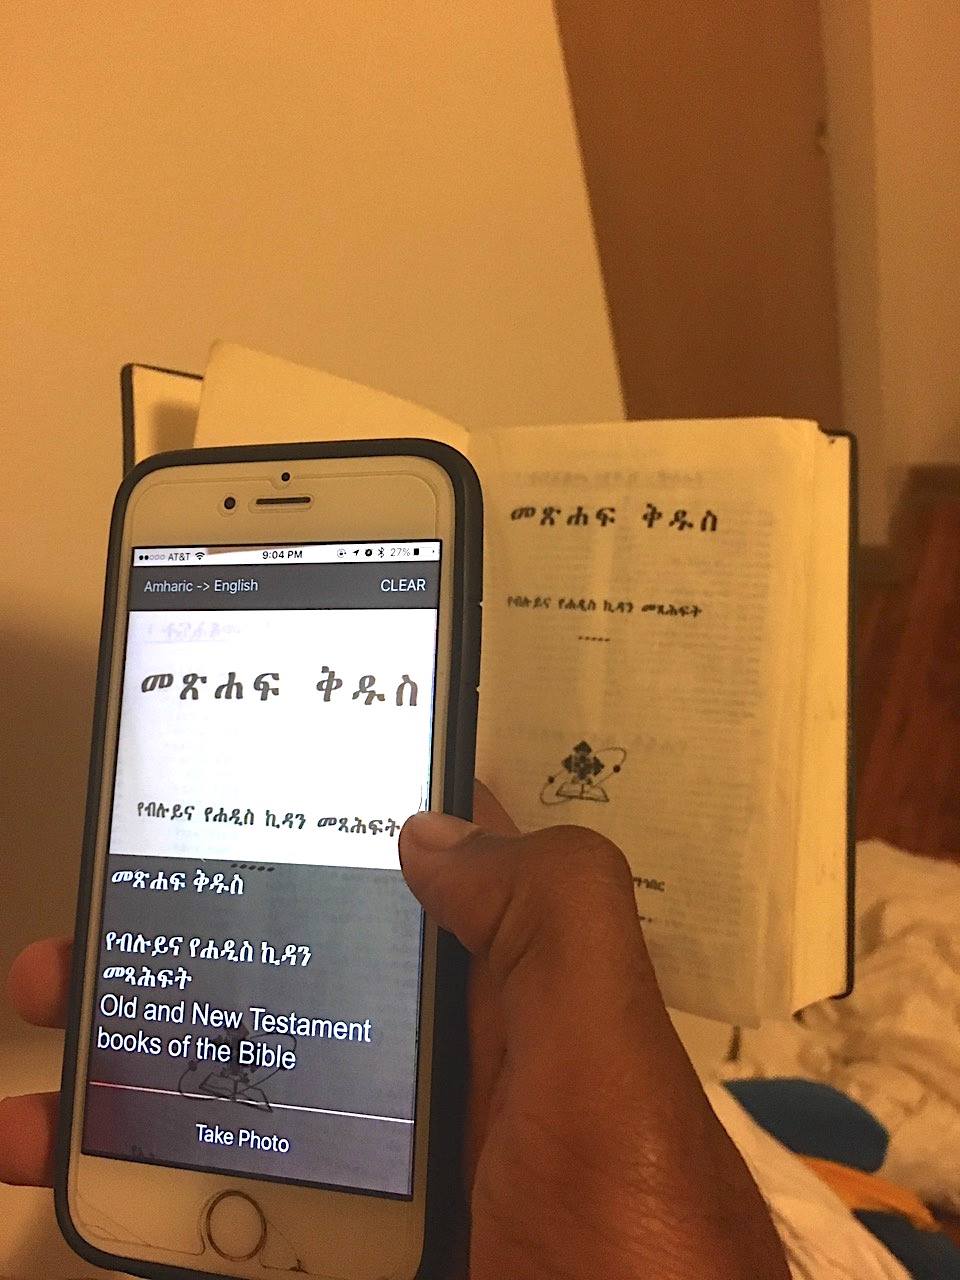 AT&T 9:04 PM 27%
Amharic -> English CLEAR
መጽሐፍ ቅዱስ
የብሉይና የሐዲስ ኪዳን መጻሕፍት
መጽሐፍ ቅዱስ
የብሉይና የሐዲስ ኪዳን
መጻሕፍት
Old and New Testament
books of the Bible
Take Photo
መጽሐፍ ቅዱስ
የብሉይና የሐዲስ ኪዳን መጻሕፍት